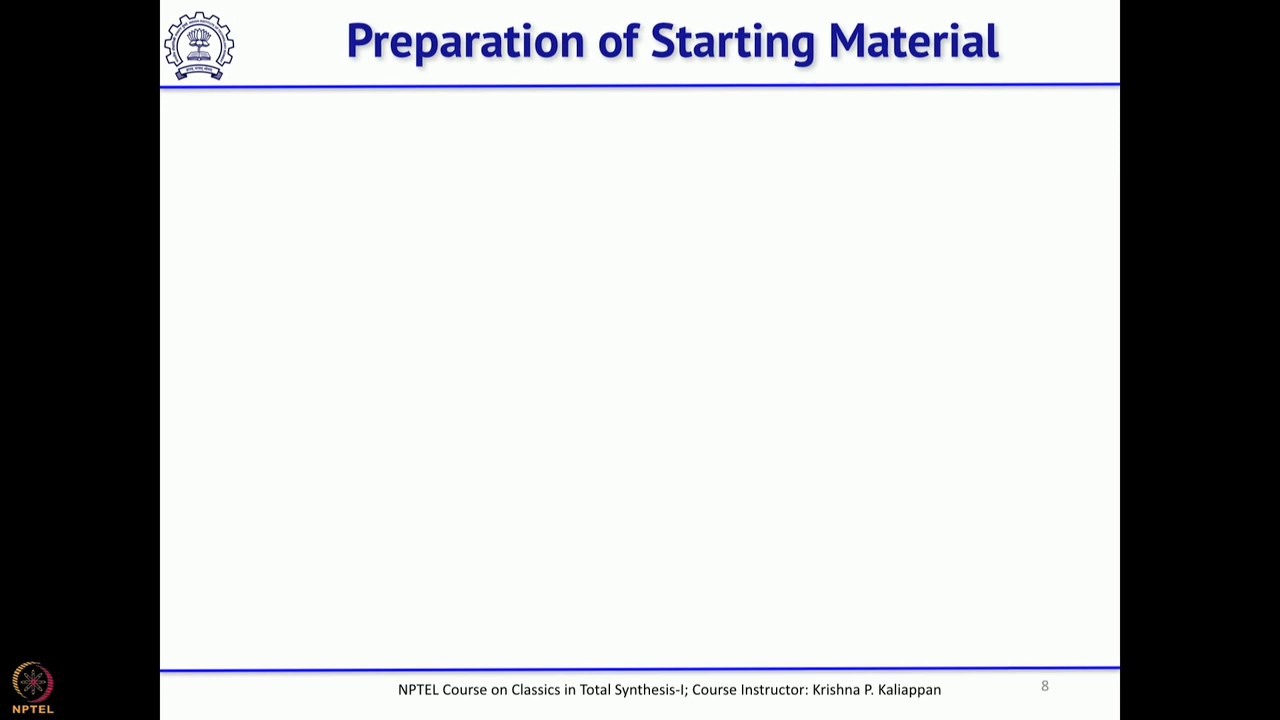 Preparation of Starting Material
NPTEL Course on Classics in Total Synthesis-I; Course Instructor: Krishna P. Kaliappan
8
NPTEL